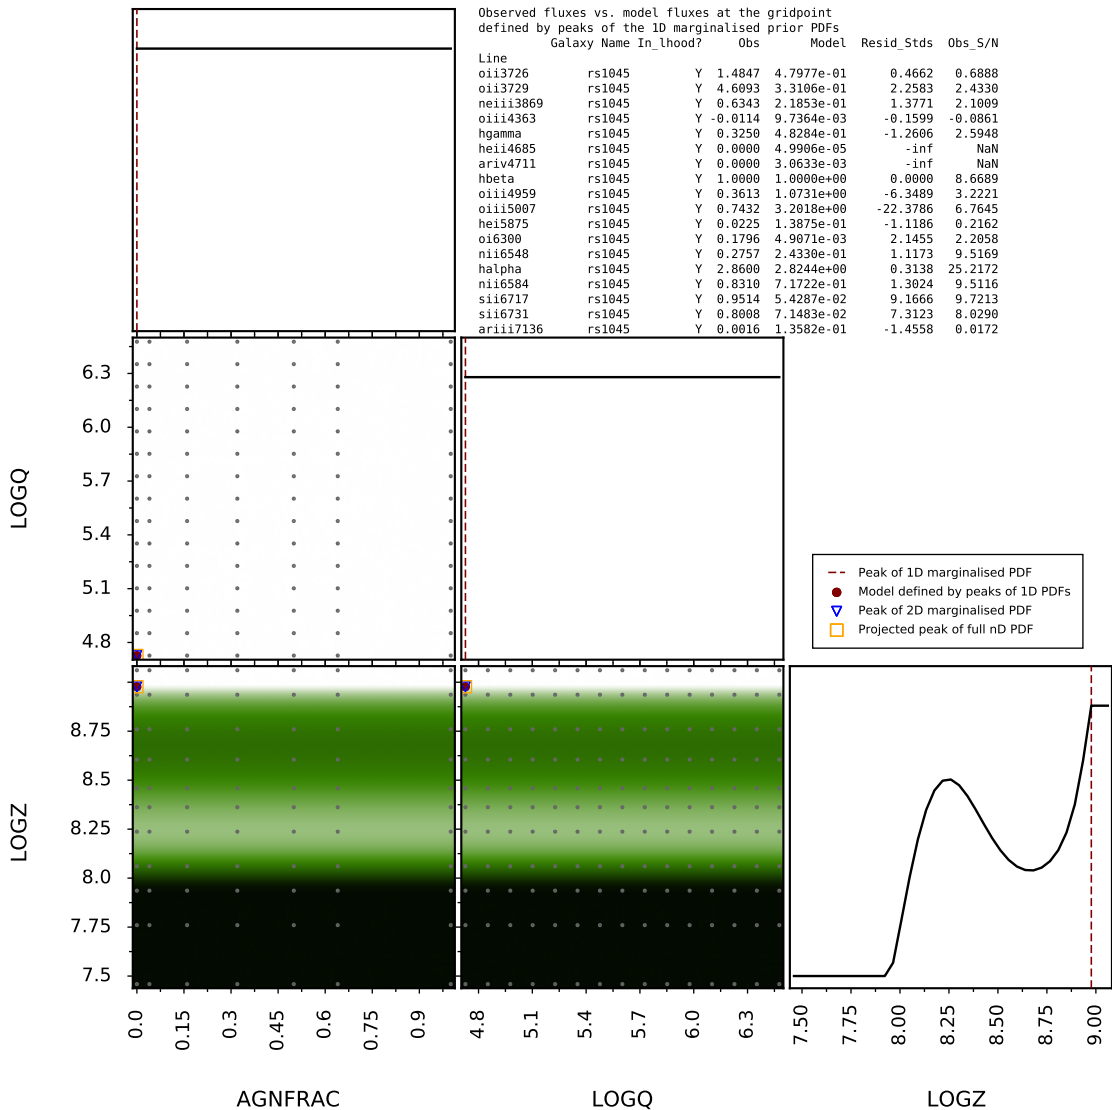 Observed fluxes vs. model fluxes at the gridpoint
defined by peaks of the 1D marginalised prior PDFs
Galaxy Name In_lhood? Obs Model Resid_Stds Obs_S/N
Line
oii3726 rs1045 Y 1.4847 4.7977e-01 0.4662 0.6888
oii3729 rs1045 Y 4.6093 3.3106e-01 2.2583 2.4330
neiii3869 rs1045 Y 0.6343 2.1853e-01 1.3771 2.1009
oiii4363 rs1045 Y -0.0114 9.7364e-03 -0.1599 -0.0861
hgamma rs1045 Y 0.3250 4.8284e-01 -1.2606 2.5948
heii4685 rs1045 Y 0.0000 4.9906e-05 -inf NaN
ariv4711 rs1045 Y 0.0000 3.0633e-03 -inf NaN
hbeta rs1045 Y 1.0000 1.0000e+00 0.0000 8.6689
oiii4959 rs1045 Y 0.3613 1.0731e+00 -6.3489 3.2221
oiii5007 rs1045 Y 0.7432 3.2018e+00 -22.3786 6.7645
hei5875 rs1045 Y 0.0225 1.3875e-01 -1.1186 0.2162
oi6300 rs1045 Y 0.1796 4.9071e-03 2.1455 2.2058
nii6548 rs1045 Y 0.2757 2.4330e-01 1.1173 9.5169
halpha rs1045 Y 2.8600 2.8244e+00 0.3138 25.2172
nii6584 rs1045 Y 0.8310 7.1722e-01 1.3024 9.5116
sii6717 rs1045 Y 0.9514 5.4287e-02 9.1666 9.7213
sii6731 rs1045 Y 0.8008 7.1483e-02 7.3123 8.0290
ariii7136 rs1045 Y 0.0016 1.3582e-01 -1.4558 0.0172
6.3
6.0
5.7
5.4
5.1
4.8
LOGQ
Peak of 1D marginalised PDF
Model defined by peaks of 1D PDFs
Peak of 2D marginalised PDF
Projected peak of full nD PDF
8.75
8.5
8.25
8.0
7.75
7.5
LOGZ
0.0 0.15 0.3 0.45 0.6 0.75 0.9
4.8 5.1 5.4 5.7 6.0 6.3
7.50 7.75 8.00 8.25 8.50 8.75 9.00
AGNFRAC LOGQ LOGZ